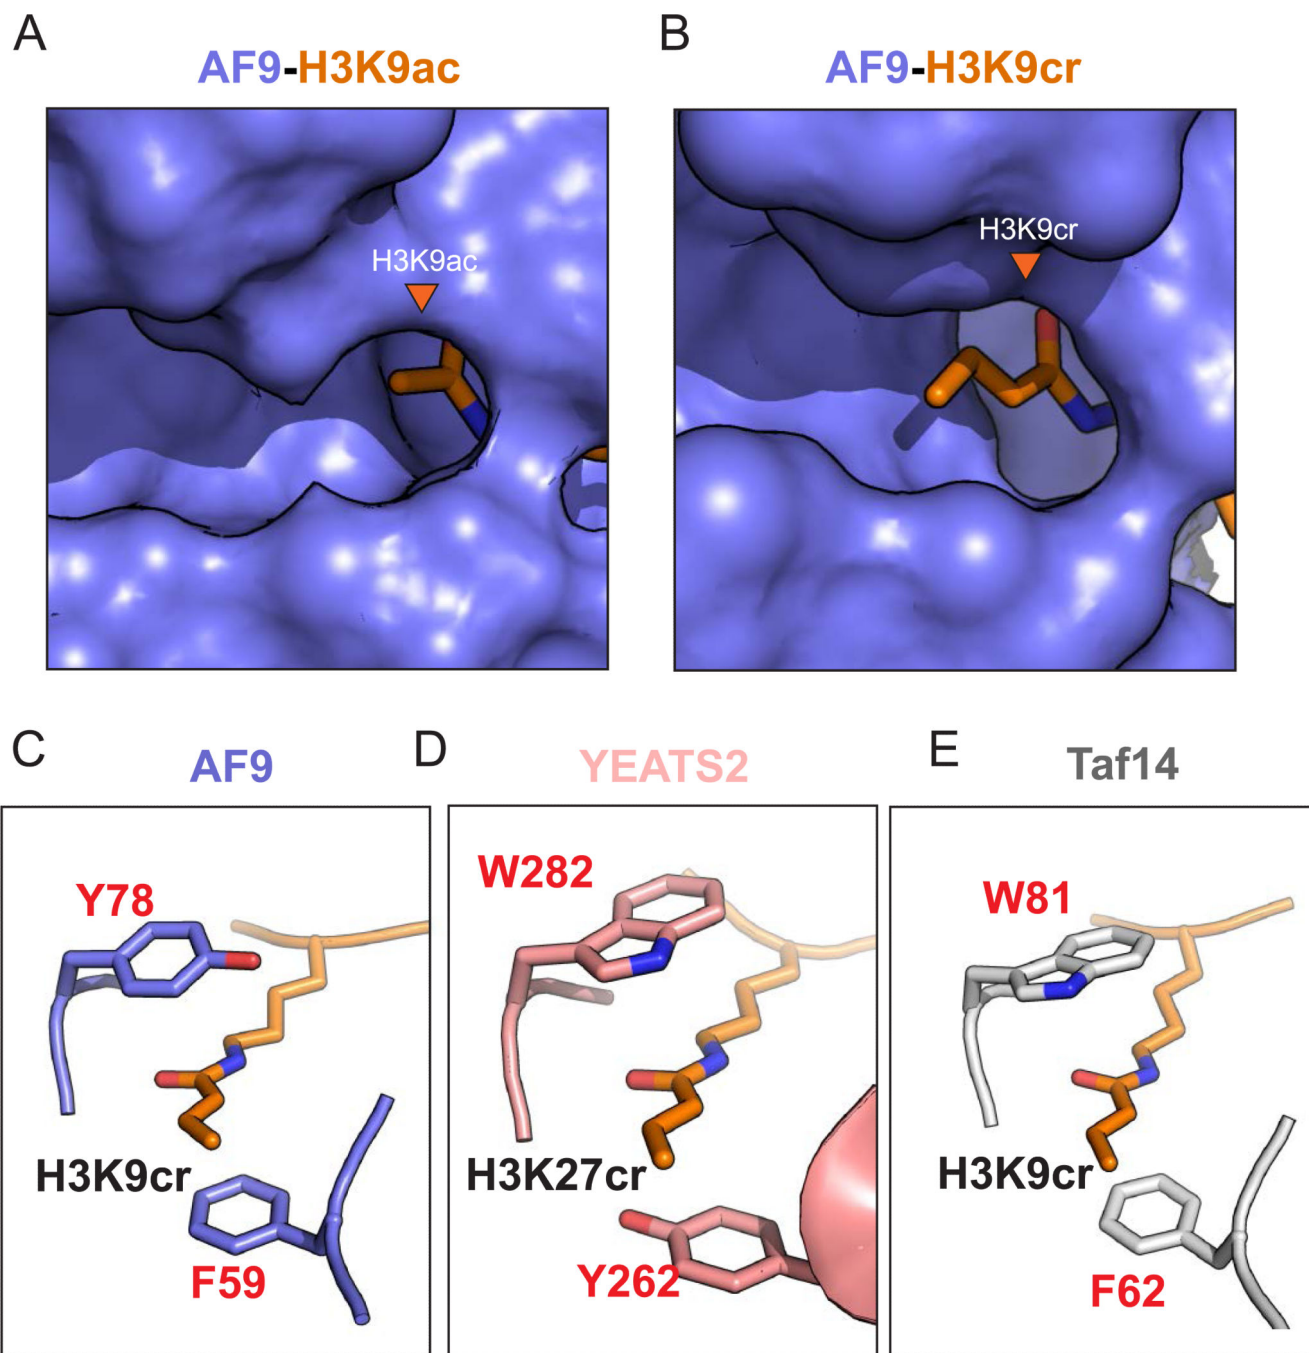 A
AF9-H3K9ac
H3K9ac
B
AF9-H3K9cr
H3K9cr
C
AF9
Y78
H3K9cr
F59
D
YEATS2
W282
H3K27cr
Y262
E
Taf14
W81
H3K9cr
F62